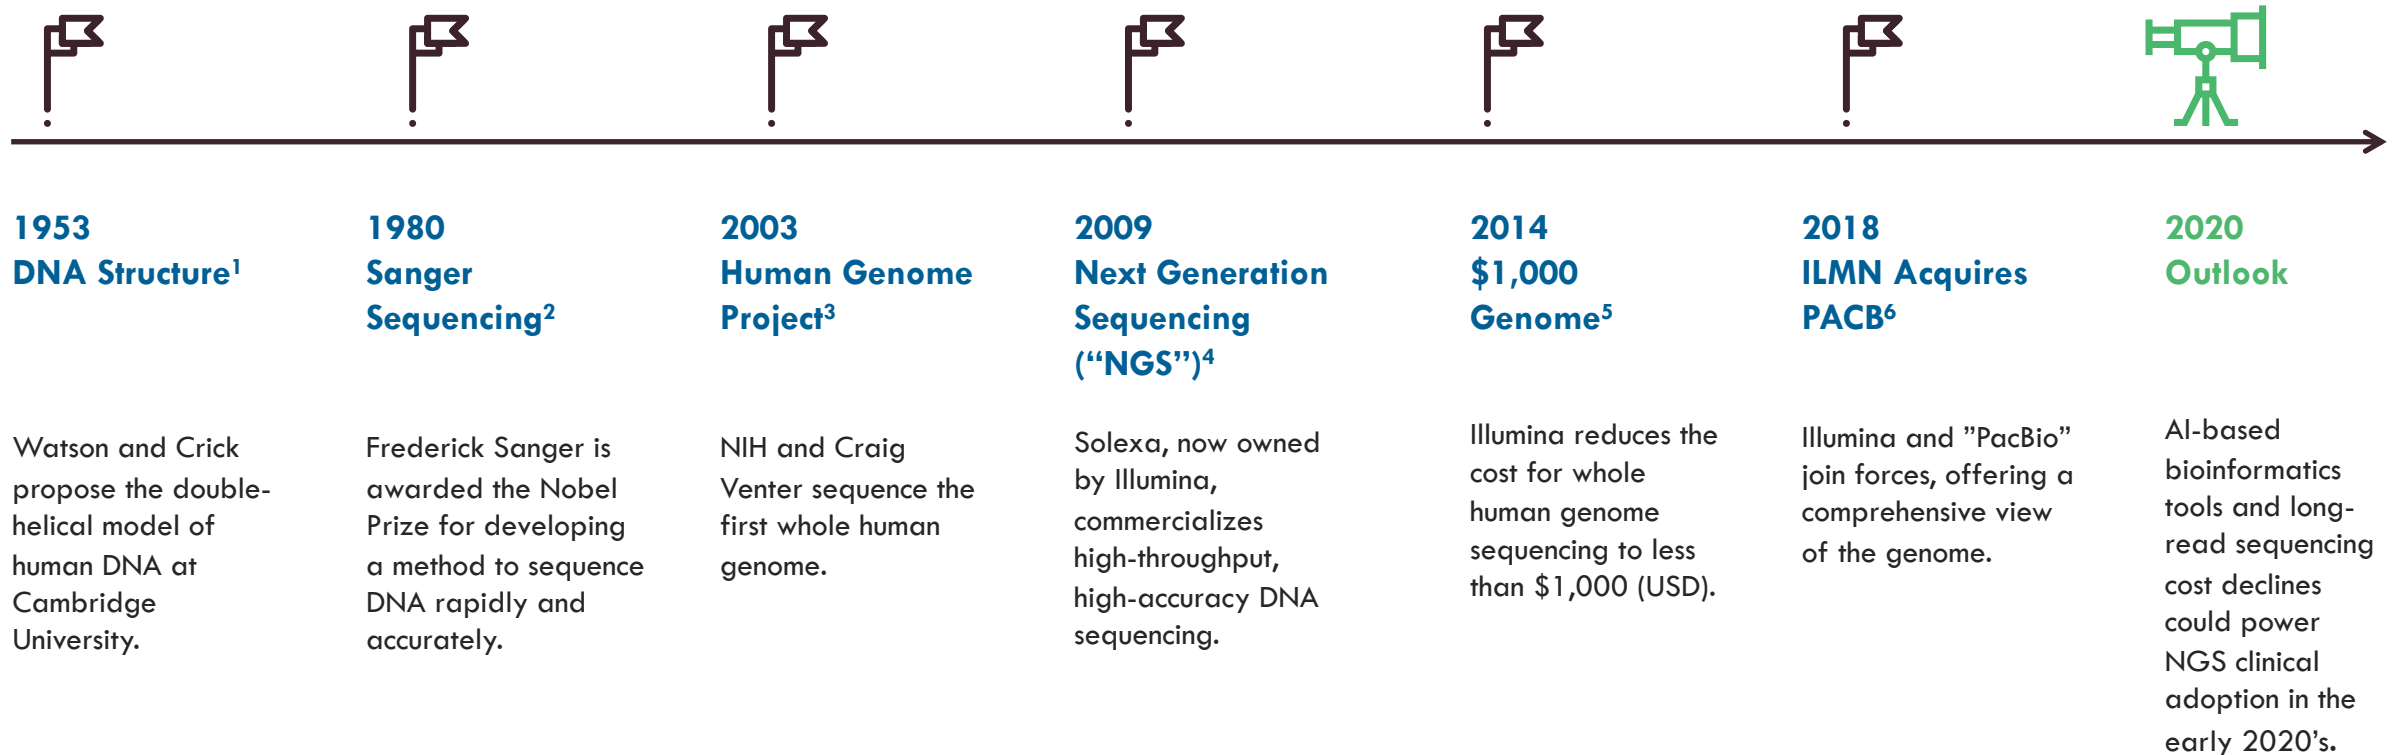 1953
DNA Structure¹
Watson and Crick
propose the double-
helical model of
human DNA at
Cambridge
University.
1980
Sanger
Sequencing²
Frederick Sanger is
awarded the Nobel
Prize for developing
a method to sequence
DNA rapidly and
accurately.
2003
Human Genome
Project³
NIH and Craig
Venter sequence the
first whole human
genome.
2009
Next Generation
Sequencing
(“NGS”)⁴
Solexa, now owned
by Illumina,
commercializes
high-throughput,
high-accuracy DNA
sequencing.
2014
$1,000
Genome⁵
Illumina reduces the
cost for whole
human genome
sequencing to less
than $1,000 (USD).
2018
ILMN Acquires
PACB⁶
Illumina and ”PacBio”
join forces, offering a
comprehensive view
of the genome.
2020
Outlook
AI-based
bioinformatics
tools and long-
read sequencing
cost declines
could power
NGS clinical
adoption in the
early 2020’s.